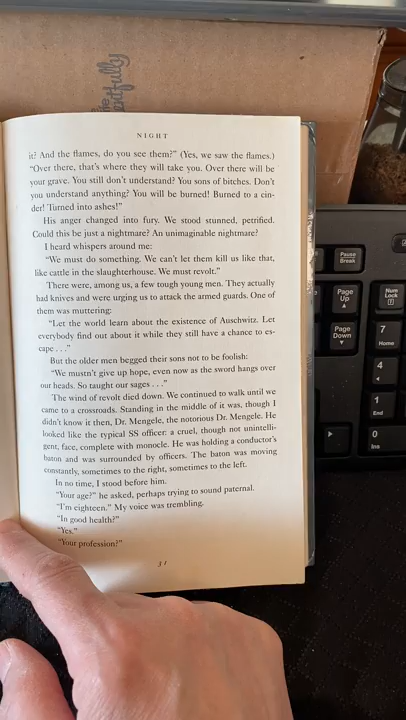 NIGHT
it? And the flames, do you see them?" (Yes, we saw the flames.)
"Over there, that's where they will take you. Over there will be
your grave. You still don't understand? You sons of bitches. Don't
you understand anything? You will be burned! Burned to a cin-
der! Turned into ashes!"
His anger changed into fury. We stood stunned, petrified.
Could this be just a nightmare? An unimaginable nightmare?
I heard whispers around me:
"We must do something. We can't let them kill us like that,
like cattle in the slaughterhouse. We must revolt."
There were, among us, a few tough young men. They actually
had knives and were urging us to attack the armed guards. One of
them was muttering:
"Let the world learn about the existence of Auschwitz. Let
everybody find out about it while they still have a chance to es-
cape . . ."
But the older men begged their sons not to be foolish:
"We mustn't give up hope, even now as the sword hangs over
our heads. So taught our sages . . ."
The wind of revolt died down. We continued to walk until we
came to a crossroads. Standing in the middle of it was, though I
didn't know it then, Dr. Mengele, the notorious Dr. Mengele. He
looked like the typical SS officer: a cruel, though not unintelli-
gent, face, complete with monocle. He was holding a conductor's
baton and was surrounded by officers. The baton was moving
constantly, sometimes to the right, sometimes to the left.
In no time, I stood before him.
"Your age?" he asked, perhaps trying to sound paternal.
"I'm eighteen." My voice was trembling.
"In good health?"
"Yes."
"Your profession?"
31
Pause
Break
Page
Up
Num
Lock
Page
Down
7
Home
4
1
End
0
Ins